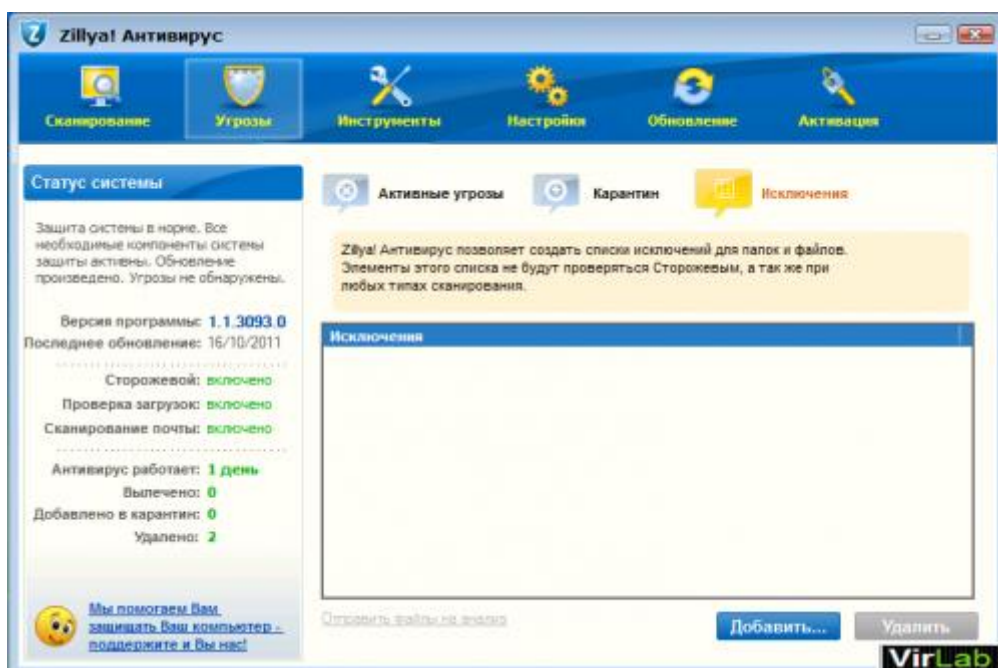 Zillya! Антивирус
Сканирование
Угрозы
Инструменты
Настройки
Обновление
Активация
Статус системы
Защита системы в норме. Все
необходимые компоненты системы
защиты активны. Обновление
произведено. Угрозы не обнаружены.
Версия программы: 1.1.3093.0
Последнее обновление: 16/10/2011
Сторожевой: включено
Проверка загрузок: включено
Сканирование почты: включено
Антивирус работает: 1 день
Вылечено: 0
Добавлено в карантин: 0
Удалено: 2
Мы помогаем Вам
защищать Ваш компьютер -
поддержите и Вы нас!
Активные угрозы
Карантин
Исключения
Zillya! Антивирус позволяет создать списки исключений для папок и файлов.
Элементы этого списка не будут проверяться Сторожевым, а так же при
любых типах сканирования.
Исключения
Отправить файлы на анализ
Добавить...
Удалить
VirLab